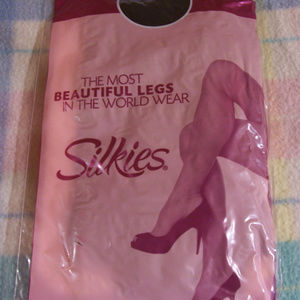 THE MOST
BEAUTIFUL LEGS
IN THE WORLD WEAR
Silkies®